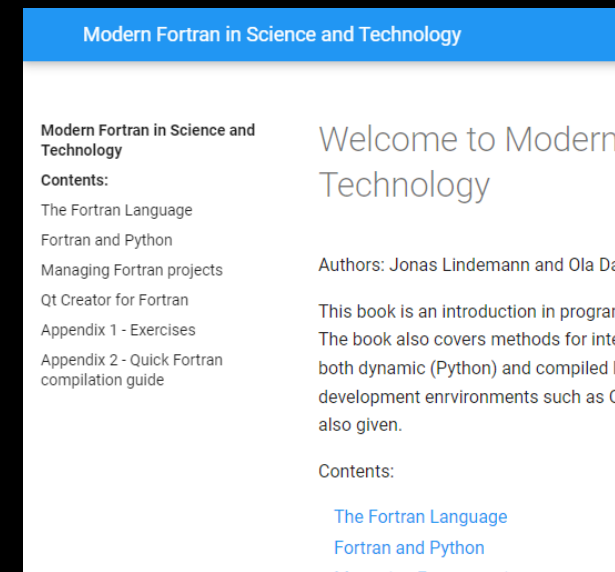 Modern Fortran in Science and Technology
Modern Fortran in Science and
Technology
Contents:
The Fortran Language
Fortran and Python
Managing Fortran projects
Qt Creator for Fortran
Appendix 1 - Exercises
Appendix 2 - Quick Fortran
compilation guide
Welcome to Modern
Technology
Authors: Jonas Lindemann and Ola
This book is an introduction in
The book also covers methods for
both dynamic (Python) and compiled
development enrvironments such as
also given.
Contents:
The Fortran Language
Fortran and Python